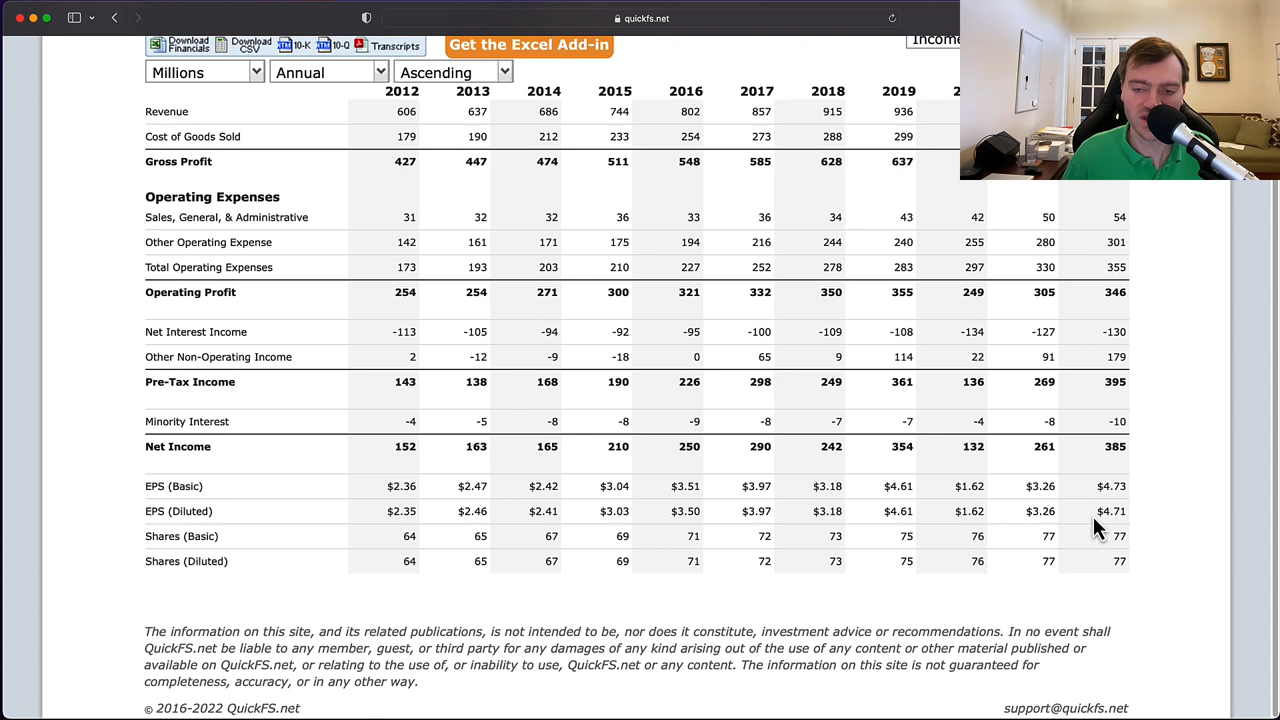 quickfs.net
Download Financials Download CSV 10-K 10-Q Transcripts Get the Excel Add-in Income
Millions Annual Ascending
2012 2013 2014 2015 2016 2017 2018 2019
Revenue 606 637 686 744 802 857 915 936
Cost of Goods Sold 179 190 212 233 254 273 288 299
Gross Profit 427 447 474 511 548 585 628 637
Operating Expenses
Sales, General, & Administrative 31 32 32 36 33 36 34 43 42 50 54
Other Operating Expense 142 161 171 175 194 216 244 240 255 280 301
Total Operating Expenses 173 193 203 210 227 252 278 283 297 330 355
Operating Profit 254 254 271 300 321 332 350 355 249 305 346
Net Interest Income -113 -105 -94 -92 -95 -100 -109 -108 -134 -127 -130
Other Non-Operating Income 2 -12 -9 -18 0 65 9 114 22 91 179
Pre-Tax Income 143 138 168 190 226 298 249 361 136 269 395
Minority Interest -4 -5 -8 -8 -9 -8 -7 -7 -4 -8 -10
Net Income 152 163 165 210 250 290 242 354 132 261 385
EPS (Basic) $2.36 $2.47 $2.42 $3.04 $3.51 $3.97 $3.18 $4.61 $1.62 $3.26 $4.73
EPS (Diluted) $2.35 $2.46 $2.41 $3.03 $3.50 $3.97 $3.18 $4.61 $1.62 $3.26 $4.71
Shares (Basic) 64 65 67 69 71 72 73 75 76 77 77
Shares (Diluted) 64 65 67 69 71 72 73 75 76 77 77
The information on this site, and its related publications, is not intended to be, nor does it constitute, investment advice or recommendations. In no event shall
QuickFS.net be liable to any member, guest, or third party for any damages of any kind arising out of the use of any content or other material published or
available on QuickFS.net, or relating to the use of, or inability to use, QuickFS.net or any content. The information on this site is not guaranteed for
completeness, accuracy, or in any other way.
© 2016-2022 QuickFS.net support@quickfs.net